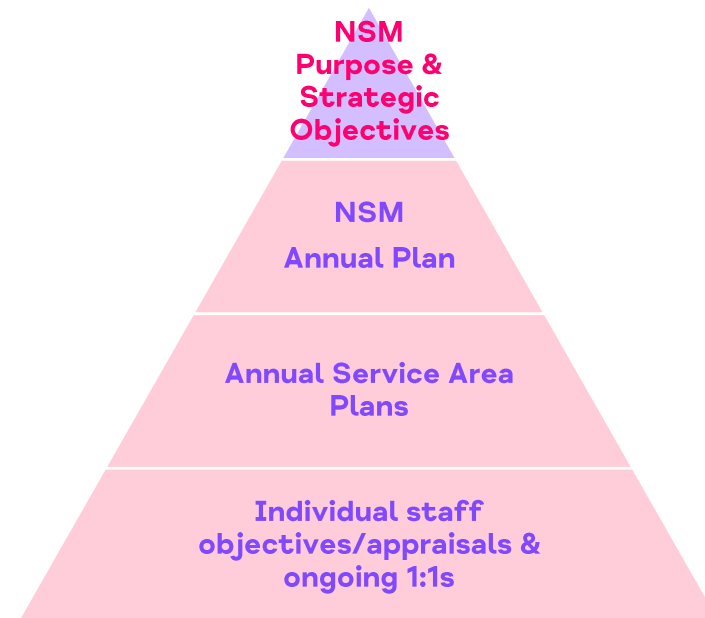 NSM
Purpose &
Strategic
Objectives
NSM
Annual Plan
Annual Service Area
Plans
Individual staff
objectives/appraisals &
ongoing 1:1s